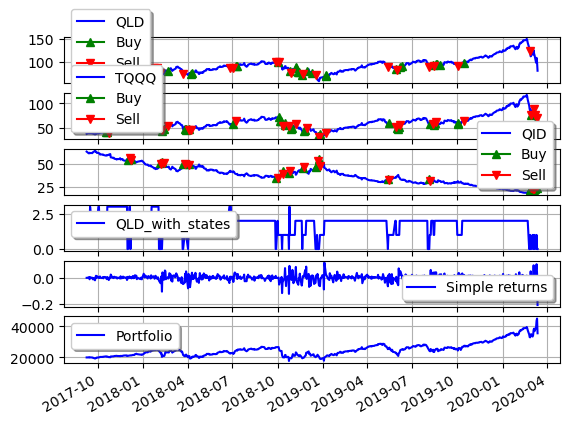 QLD
Buy
Sell
150
100
TQQQ
Buy
Sell
100
50
QID
Buy
Sell
50
25
QLD_with_states
2.5
0.0
Simple returns
0.0
−0.2
Portfolio
40000
20000
2017-10
2018-01
2018-04
2018-07
2018-10
2019-01
2019-04
2019-07
2019-10
2020-01
2020-04